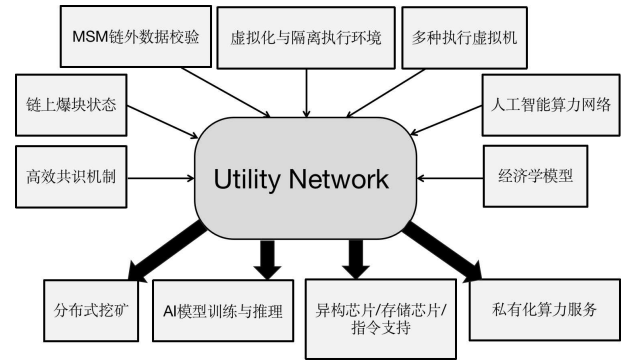 MSM链外数据校验
虚拟化与隔离执行环境
多种执行虚拟机
链上爆块状态
人工智能算力网络
Utility Network
高效共识机制
经济学模型
分布式挖矿
AI模型训练与推理
异构芯片/存储芯片/
指令支持
私有化算力服务